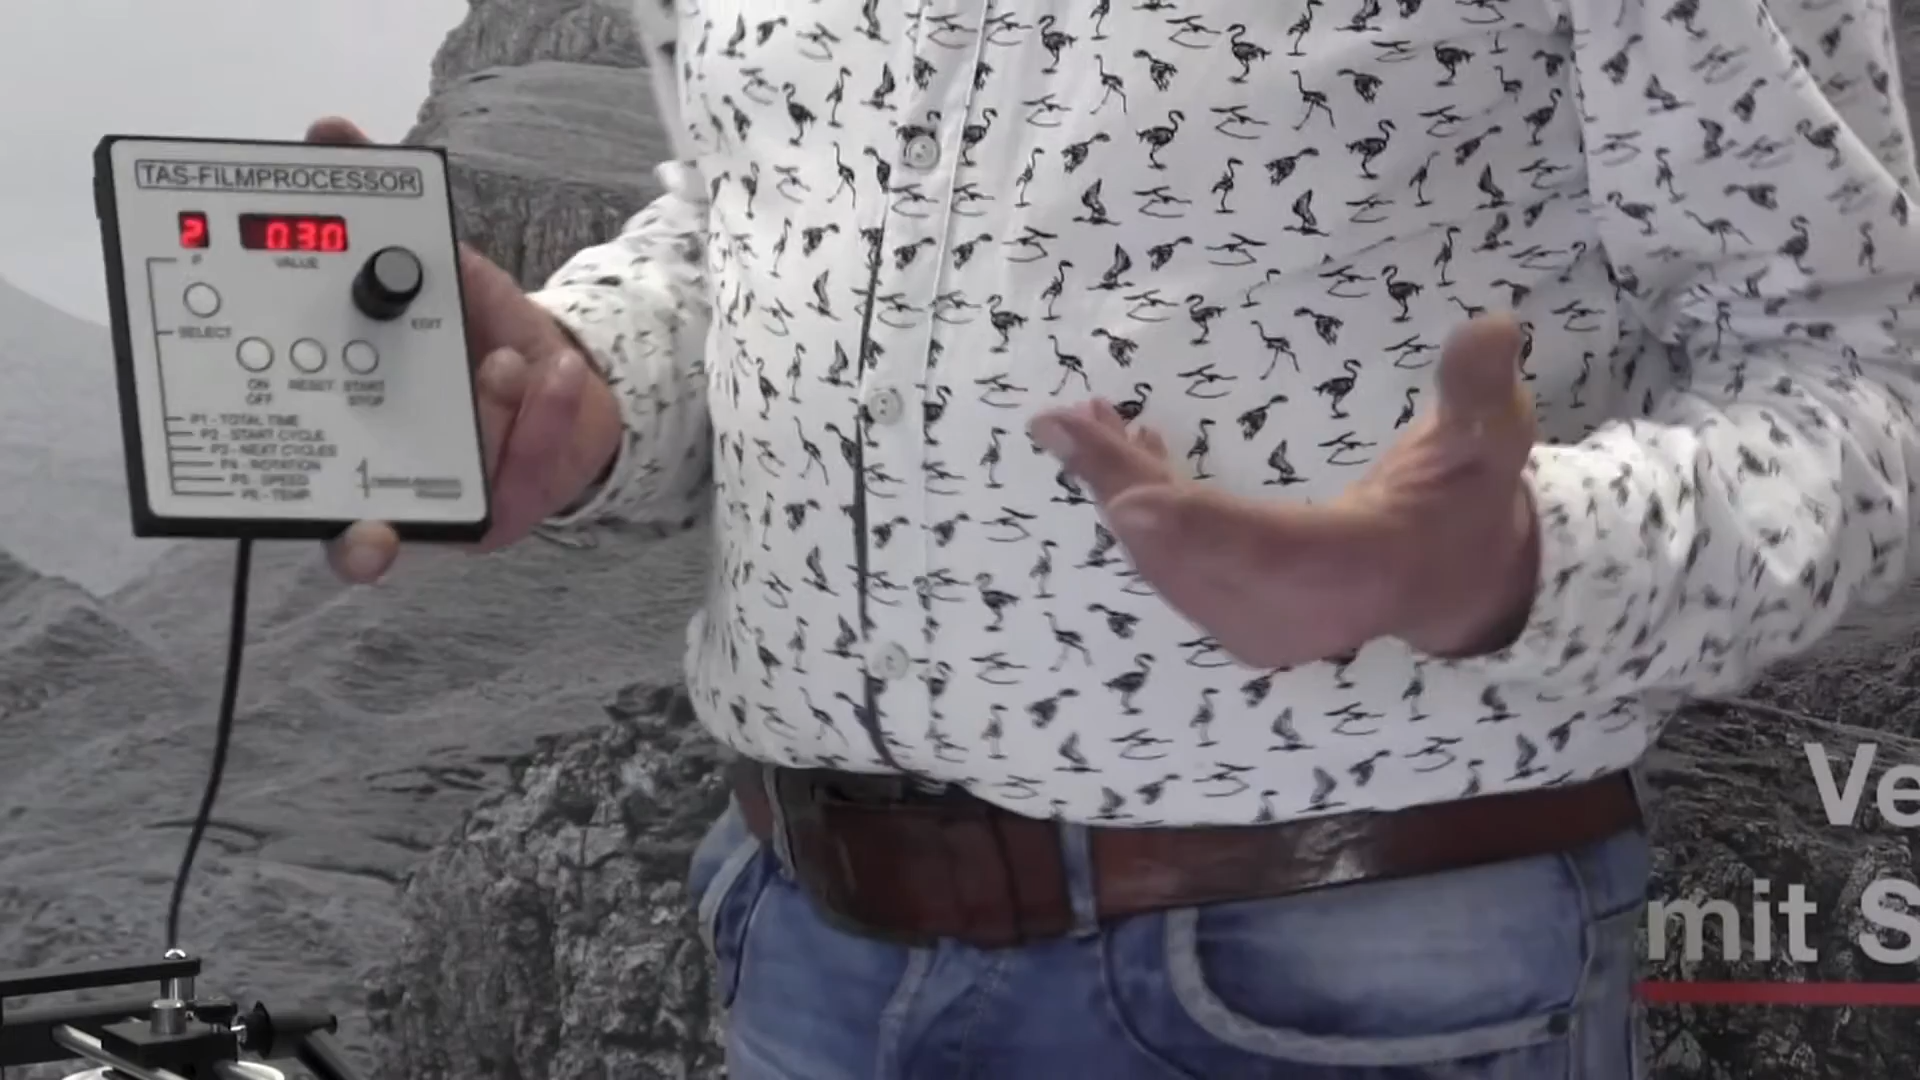 TAS-FILMPROCESSOR
2 030
P VALUE
SELECT
EDIT
ON
OFF
RESET
START
STOP
P1 - TOTAL TIME
P2 - START CYCLE
P3 - NEXT CYCLES
P4 - ROTATION
P5 - SPEED
P6 - TEMP.
Ve
mit S